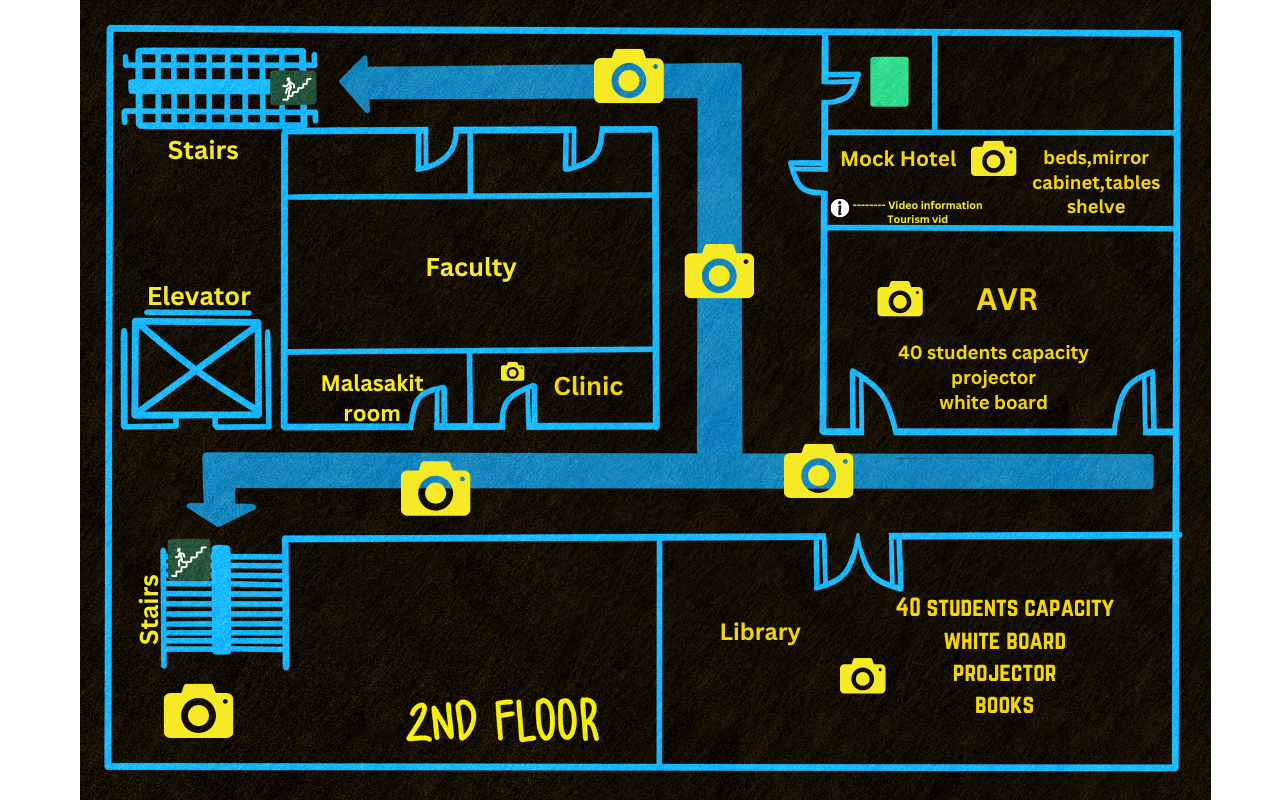 Stairs
Mock Hotel
beds,mirror
cabinet,tables
shelve
i -------- Video information
Tourism vid
Faculty
Elevator
AVR
40 students capacity
projector
white board
Malasakit
room
Clinic
Stairs
Library
40 STUDENTS CAPACITY
WHITE BOARD
PROJECTOR
BOOKS
2ND FLOOR